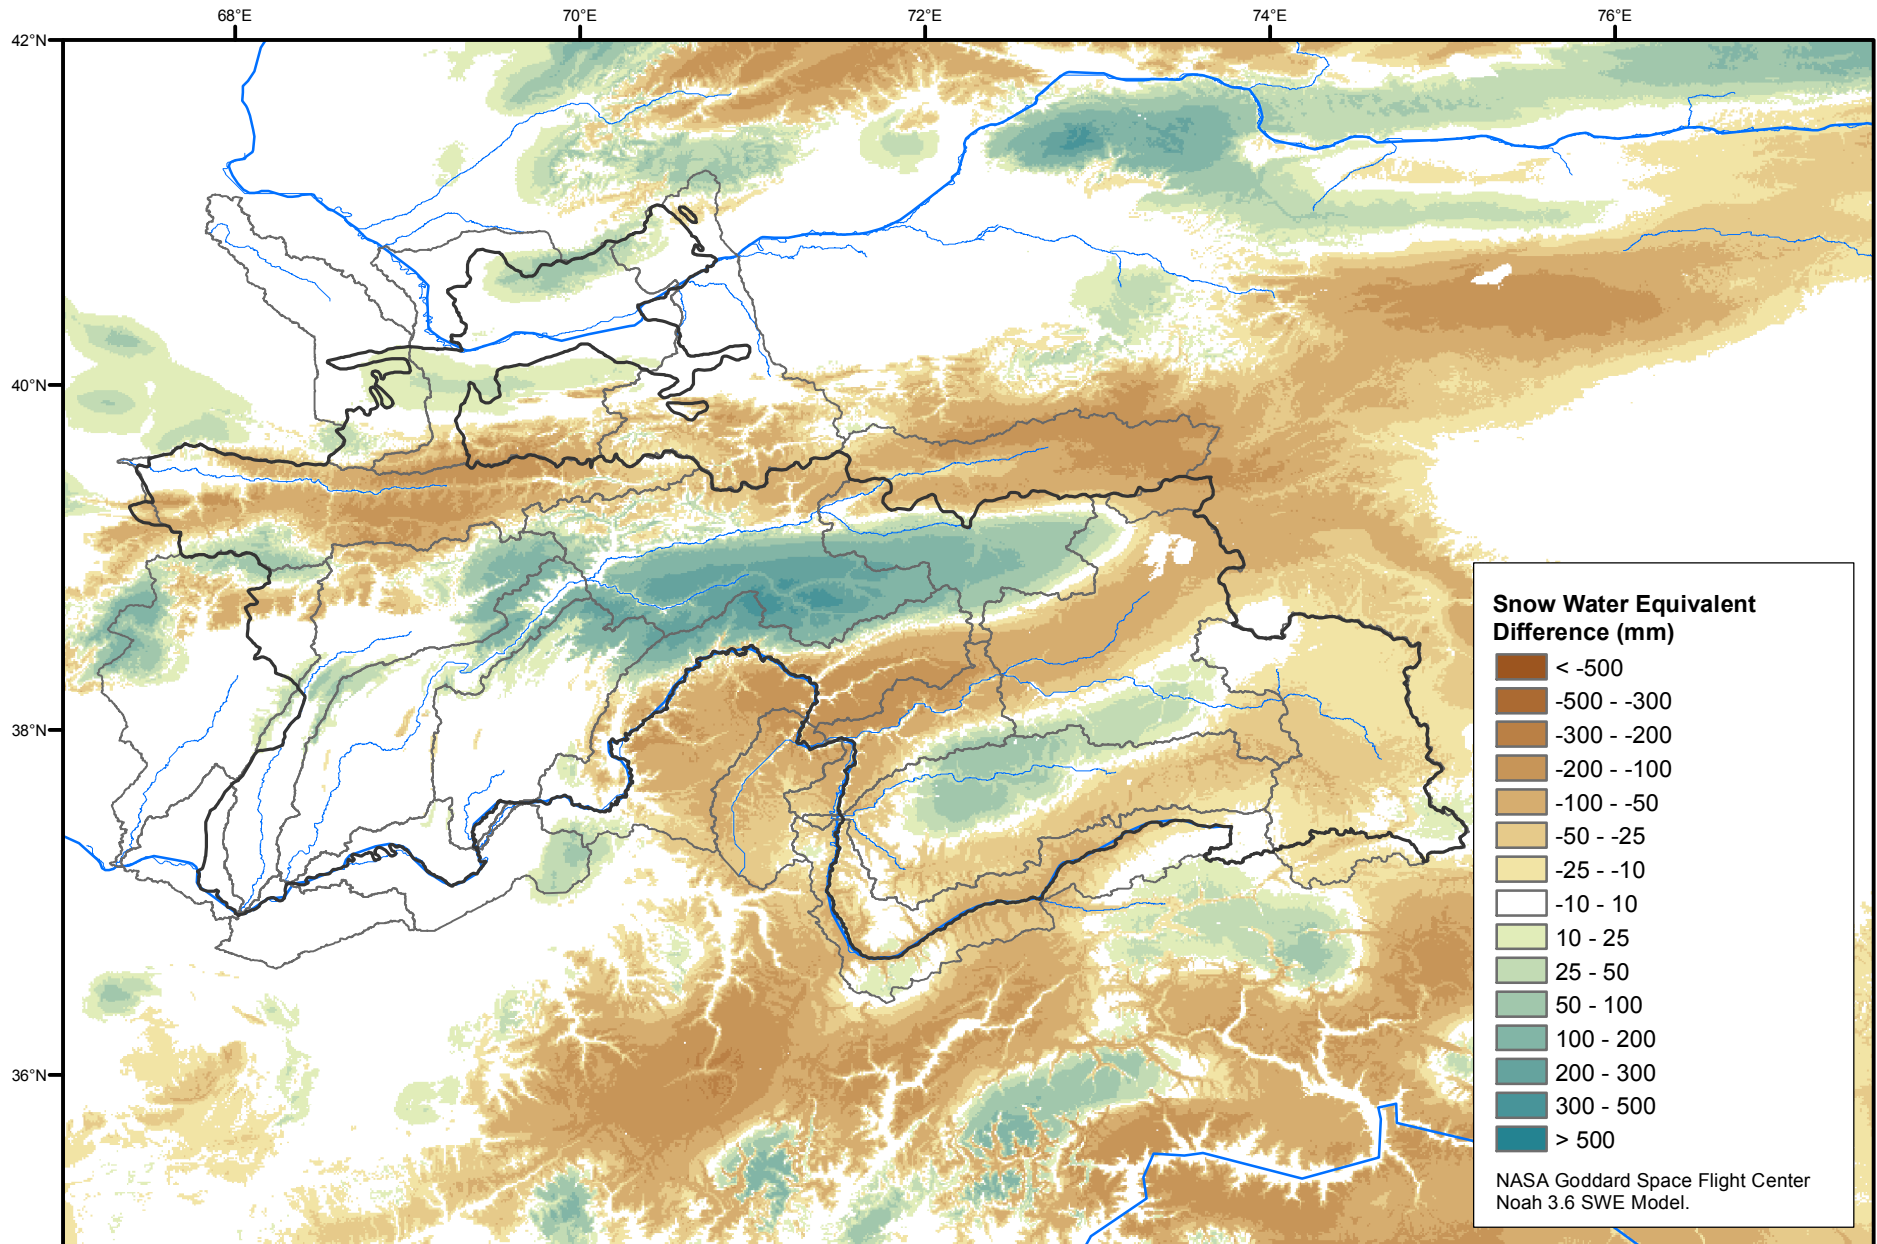 68°E 70°E 72°E 74°E 76°E
42°N
40°N
38°N
36°N
Snow Water Equivalent
Difference (mm)
< -500
-500 - -300
-300 - -200
-200 - -100
-100 - -50
-50 - -25
-25 - -10
-10 - 10
10 - 25
25 - 50
50 - 100
100 - 200
200 - 300
300 - 500
> 500
NASA Goddard Space Flight Center
Noah 3.6 SWE Model.